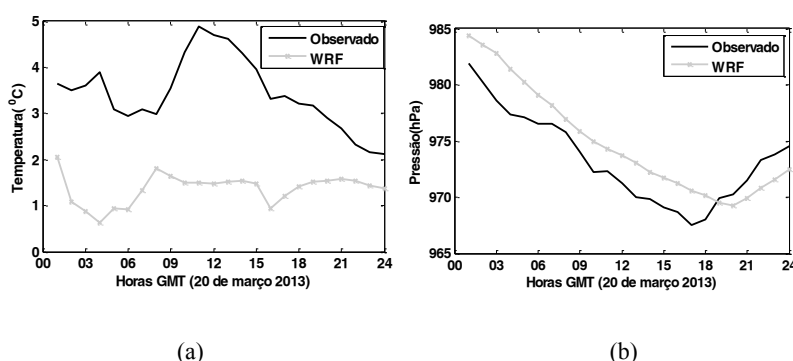 5
4
3
2
1
0
Temperatura( ⁰C)
Observado
WRF
00 03 06 09 12 15 18 21 24
Horas GMT (20 de março 2013)
985
980
975
970
965
Pressão(hPa)
Observado
WRF
00 03 06 09 12 15 18 21 24
Horas GMT (20 de março 2013)
(a) (b)